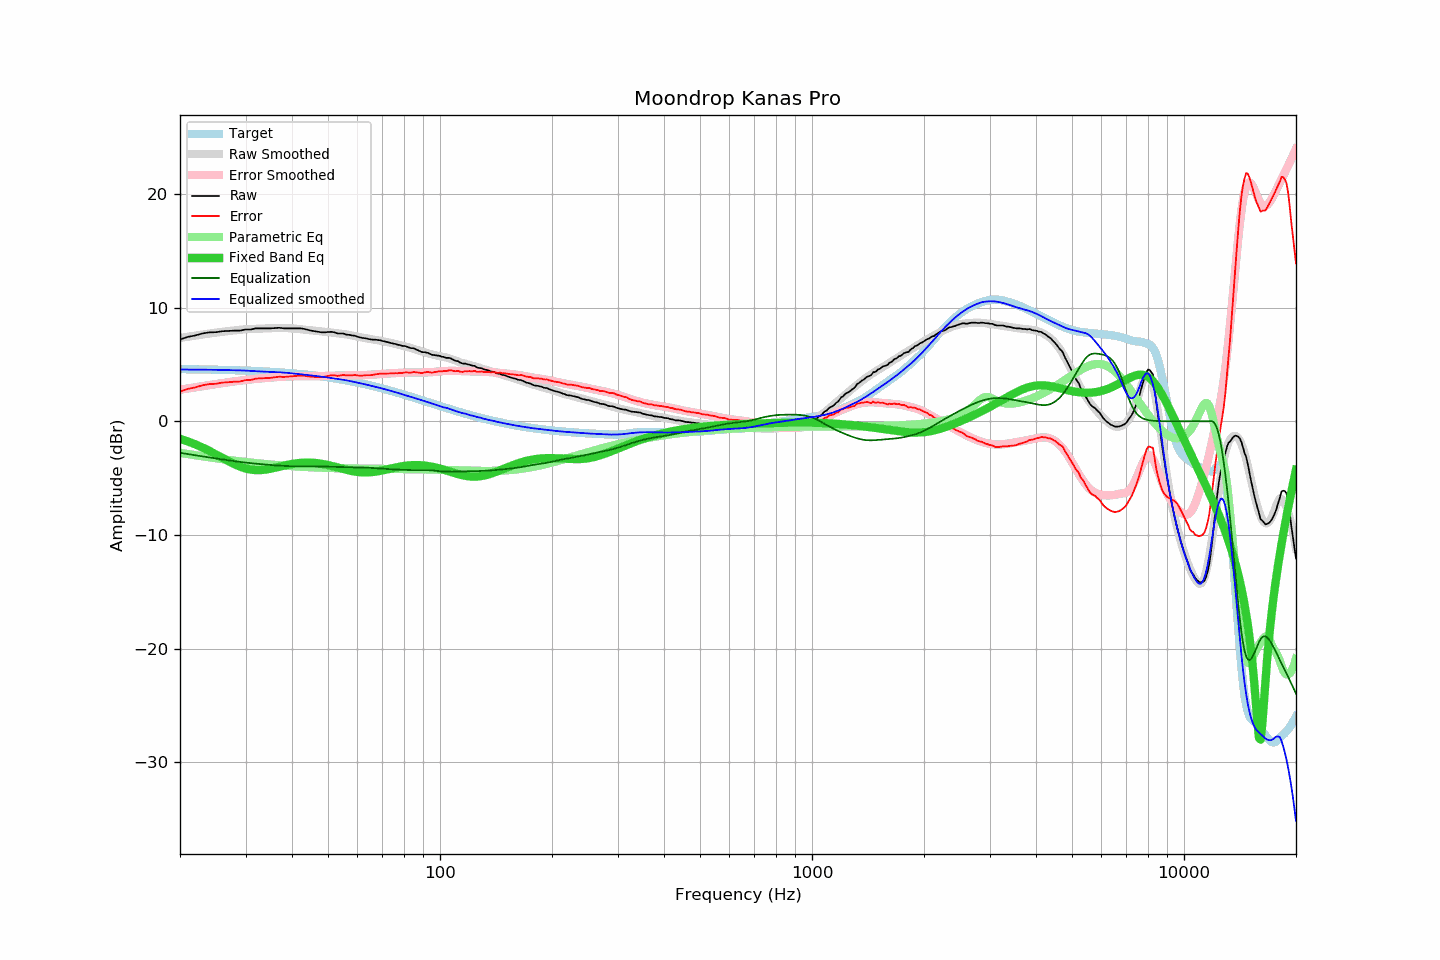 Moondrop Kanas Pro
Target
Raw Smoothed
Error Smoothed
Raw
Error
Parametric Eq
Fixed Band Eq
Equalization
Equalized smoothed
20
10
0
−10
−20
−30
Amplitude (dBr)
100
1000
10000
Frequency (Hz)